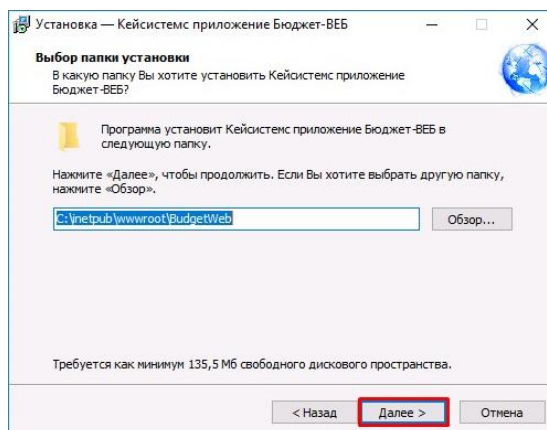 Установка — Кейсистемс приложение Бюджет-ВЕБ
Выбор папки установки
В какую папку Вы хотите установить Кейсистемс приложение
Бюджет-ВЕБ?
Программа установит Кейсистемс приложение Бюджет-ВЕБ в
следующую папку.
Нажмите «Далее», чтобы продолжить. Если Вы хотите выбрать другую папку,
нажмите «Обзор».
C:\inetpub\wwwroot\BudgetWeb
Обзор...
Требуется как минимум 135,5 Мб свободного дискового пространства.
< Назад
Далее >
Отмена